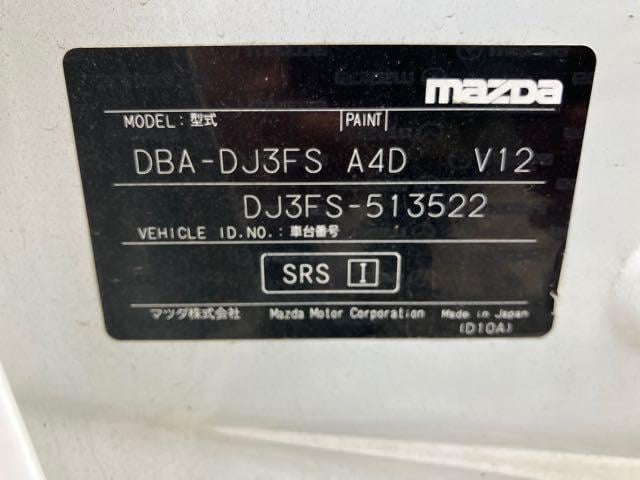 mazda
MODEL: 型式 PAINT
DBA-DJ3FS A4D V12
DJ3FS-513522
VEHICLE ID.NO.: 車台番号
SRS I
マツダ株式会社 Mazda Motor Corporation Made in Japan
(D10A)